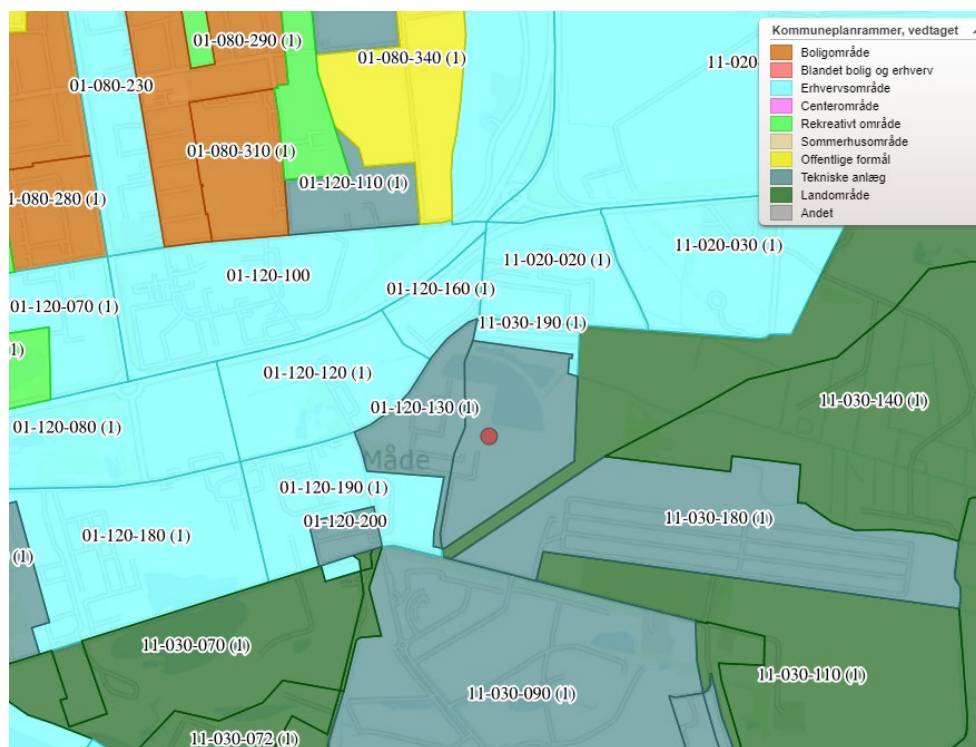 Kommuneplanrammer, vedtaget
Boligområde
Blandet bolig og erhverv
Erhvervsområde
Centerområde
Rekreativt område
Sommerhusområde
Offentlige formål
Tekniske anlæg
Landområde
Andet
01-080-290 (1)
01-080-340 (1)
11-020-
01-080-230
01-080-310 (1)
01-120-110 (1)
1-080-280 (1)
11-020-030 (1)
11-020-020 (1)
01-120-100
01-120-160 (1)
01-120-070 (1)
11-030-190 (1)
1)
01-120-120 (1)
11-030-140 (1)
01-120-130 (1)
01-120-080 (1)
Måde
01-120-190 (1)
01-120-200
11-030-180 (1)
01-120-180 (1)
(1)
11-030-070 (1)
11-030-110 (1)
11-030-090 (1)
11-030-072 (1)